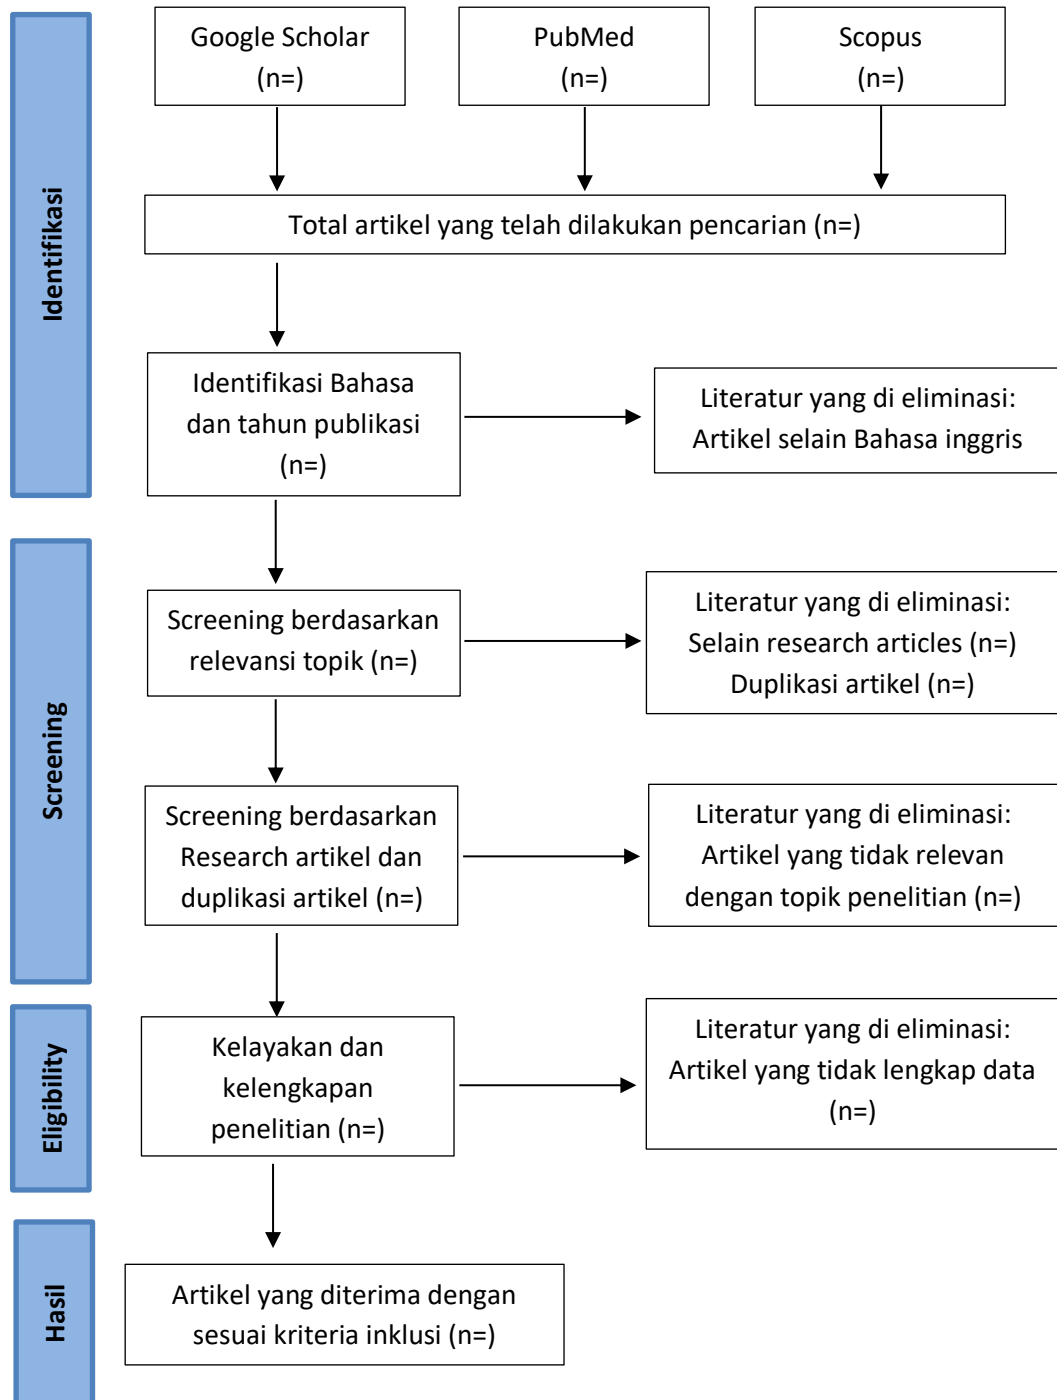 Identifikasi
Google Scholar
(n=)
PubMed
(n=)
Scopus
(n=)
Total artikel yang telah dilakukan pencarian (n=)
Identifikasi Bahasa
dan tahun publikasi
(n=)
Literatur yang di eliminasi:
Artikel selain Bahasa inggris
Screening
Screening berdasarkan
relevansi topik (n=)
Literatur yang di eliminasi:
Selain research articles (n=)
Duplikasi artikel (n=)
Screening berdasarkan
Research artikel dan
duplikasi artikel (n=)
Literatur yang di eliminasi:
Artikel yang tidak relevan
dengan topik penelitian (n=)
Eligibility
Kelayakan dan
kelengkapan
penelitian (n=)
Literatur yang di eliminasi:
Artikel yang tidak lengkap data
(n=)
Hasil
Artikel yang diterima dengan
sesuai kriteria inklusi (n=)